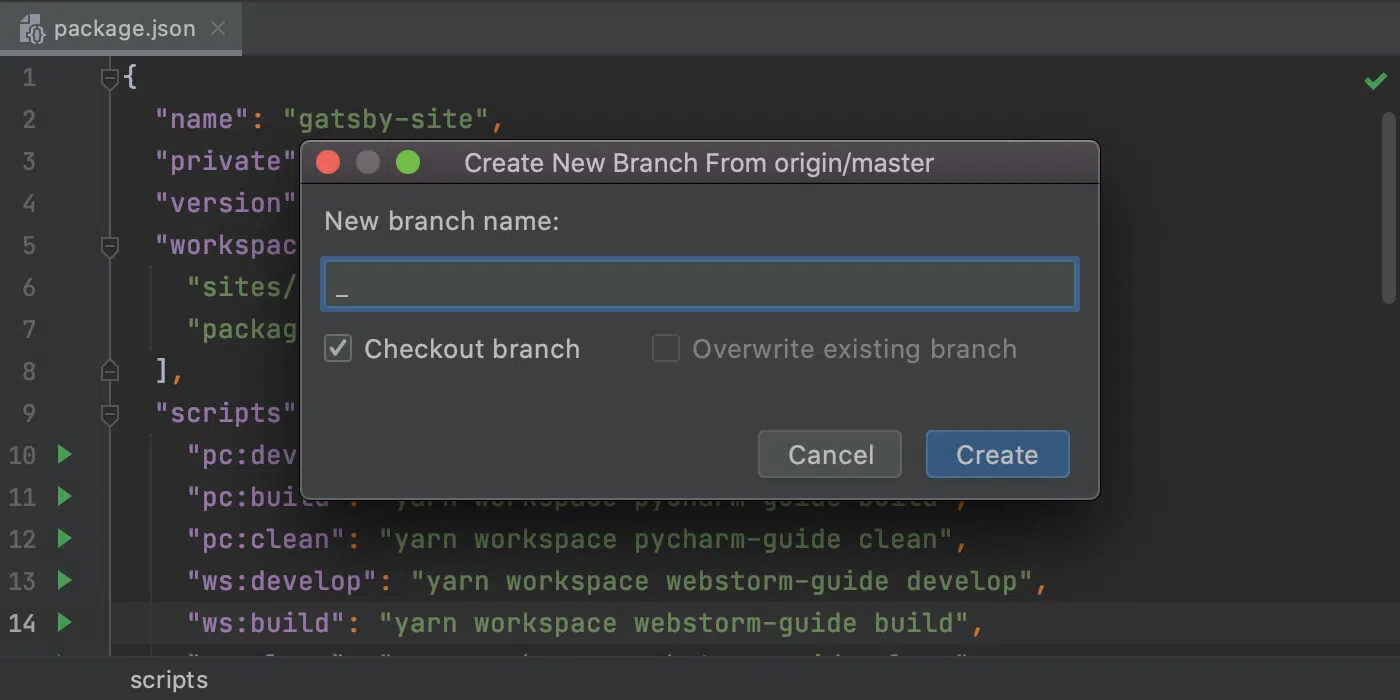 package.json
1 {
2 "name": "gatsby-site",
3 "private"
4 "version"
5 "workspac
6 "sites/
7 "packag
8 ],
9 "scripts"
10 "pc:dev
11 "pc:build": "yarn workspace pycharm-guide build",
12 "pc:clean": "yarn workspace pycharm-guide clean",
13 "ws:develop": "yarn workspace webstorm-guide develop",
14 "ws:build": "yarn workspace webstorm-guide build",
scripts
Create New Branch From origin/master
New branch name:
_
Checkout branch Overwrite existing branch
Cancel Create